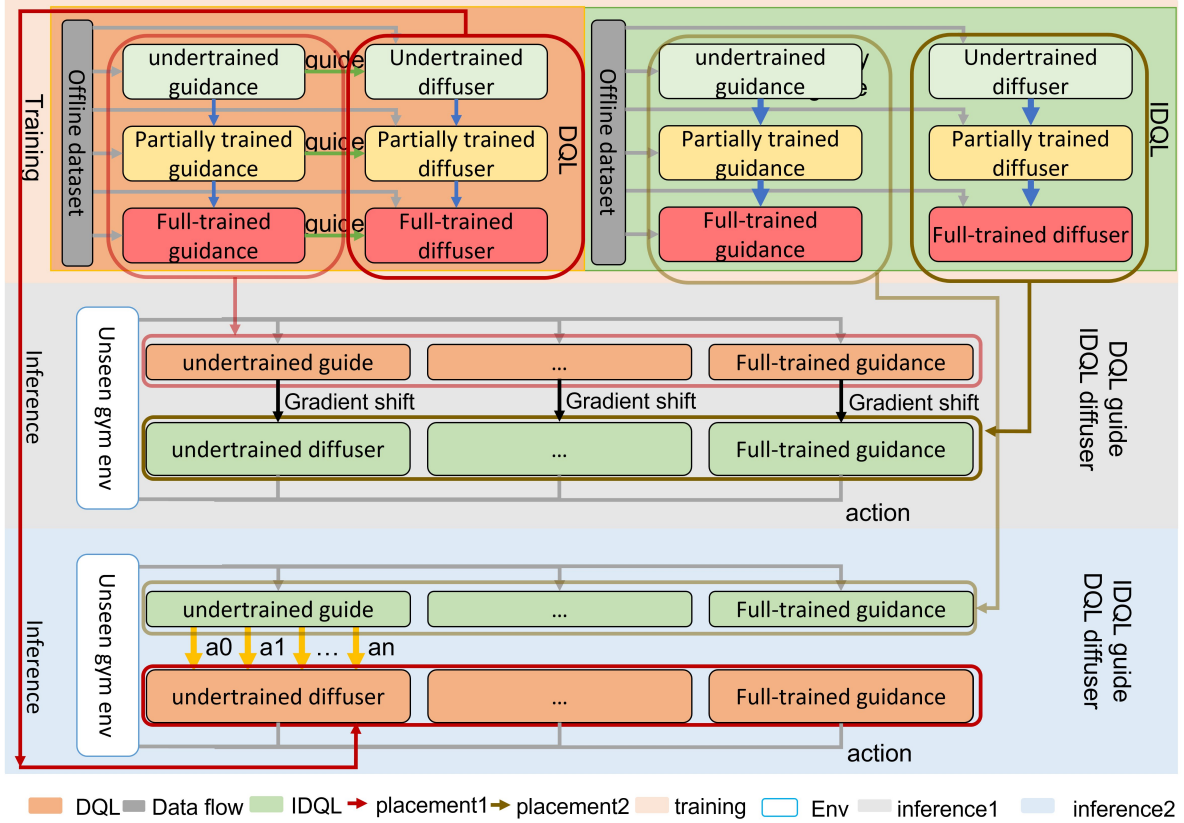 Training
Offline dataset
undertrained
guidance
guide
Undertrained
diffuser
Partially trained
guidance
guide
Partially trained
diffuser
Full-trained
guidance
guide
Full-trained
diffuser
DQL
Offline dataset
undertrained
guidance
Undertrained
diffuser
Partially trained
guidance
Partially trained
diffuser
Full-trained
guidance
Full-trained diffuser
IDQL
Inference
Unseen gym env
undertrained guide
...
Full-trained guidance
Gradient shift
Gradient shift
Gradient shift
undertrained diffuser
...
Full-trained guidance
action
DQL guide
IDQL diffuser
Inference
Unseen gym env
undertrained guide
...
Full-trained guidance
a0 a1 ... an
undertrained diffuser
...
Full-trained guidance
action
IDQL guide
DQL diffuser
DQL Data flow IDQL placement1 placement2 training Env inference1 inference2